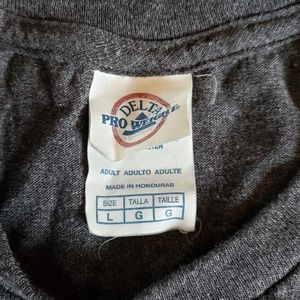 DELTA
PRO WEIGHT
ADULT ADULTO ADULTE
MADE IN HONDURAS
SIZE TALLA TAILLE
L G G